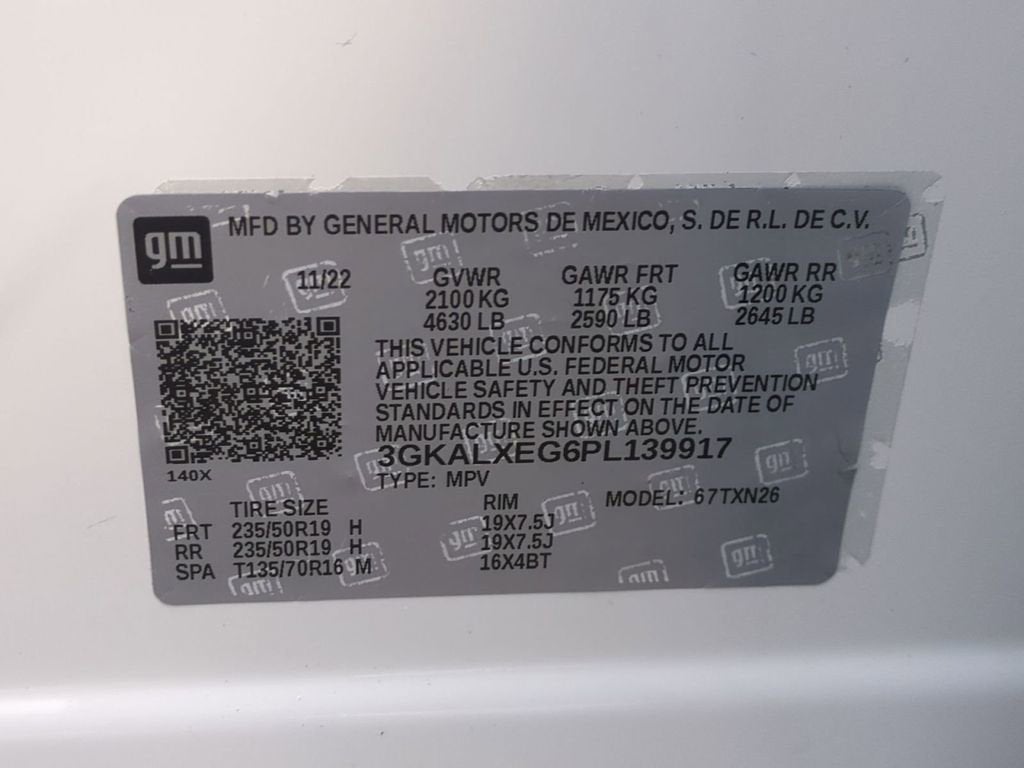 gm MFD BY GENERAL MOTORS DE MEXICO, S. DE R.L. DE C.V.
11/22 GVWR GAWR FRT GAWR RR
2100 KG 1175 KG 1200 KG
4630 LB 2590 LB 2645 LB
THIS VEHICLE CONFORMS TO ALL
APPLICABLE U.S. FEDERAL MOTOR
VEHICLE SAFETY AND THEFT PREVENTION
STANDARDS IN EFFECT ON THE DATE OF
MANUFACTURE SHOWN ABOVE.
3GKALXEG6PL139917
140X TYPE: MPV
TIRE SIZE RIM MODEL: 67TXN26
FRT 235/50R19 H 19X7.5J
RR 235/50R19 H 19X7.5J
SPA T135/70R16 M 16X4BT